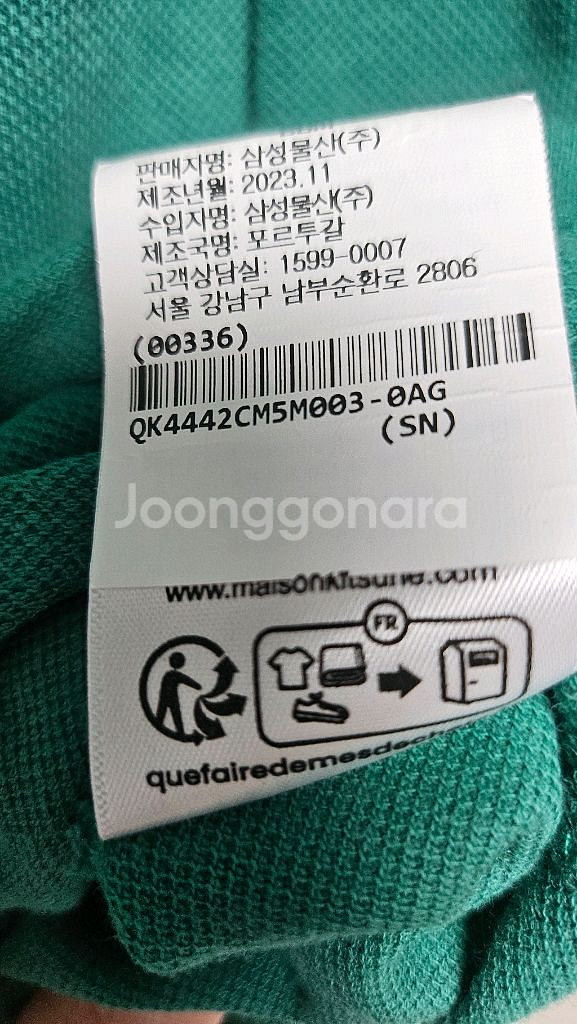 판매자명: 삼성물산(주)
제조년월: 2023.11
수입자명: 삼성물산(주)
제조국명: 포르투갈
고객상담실: 1599-0007
서울 강남구 남부순환로 2806
(00336)
QK4442CM5M003-0AG
(SN)
Joonggonara
www.maisonkitsune.com
FR